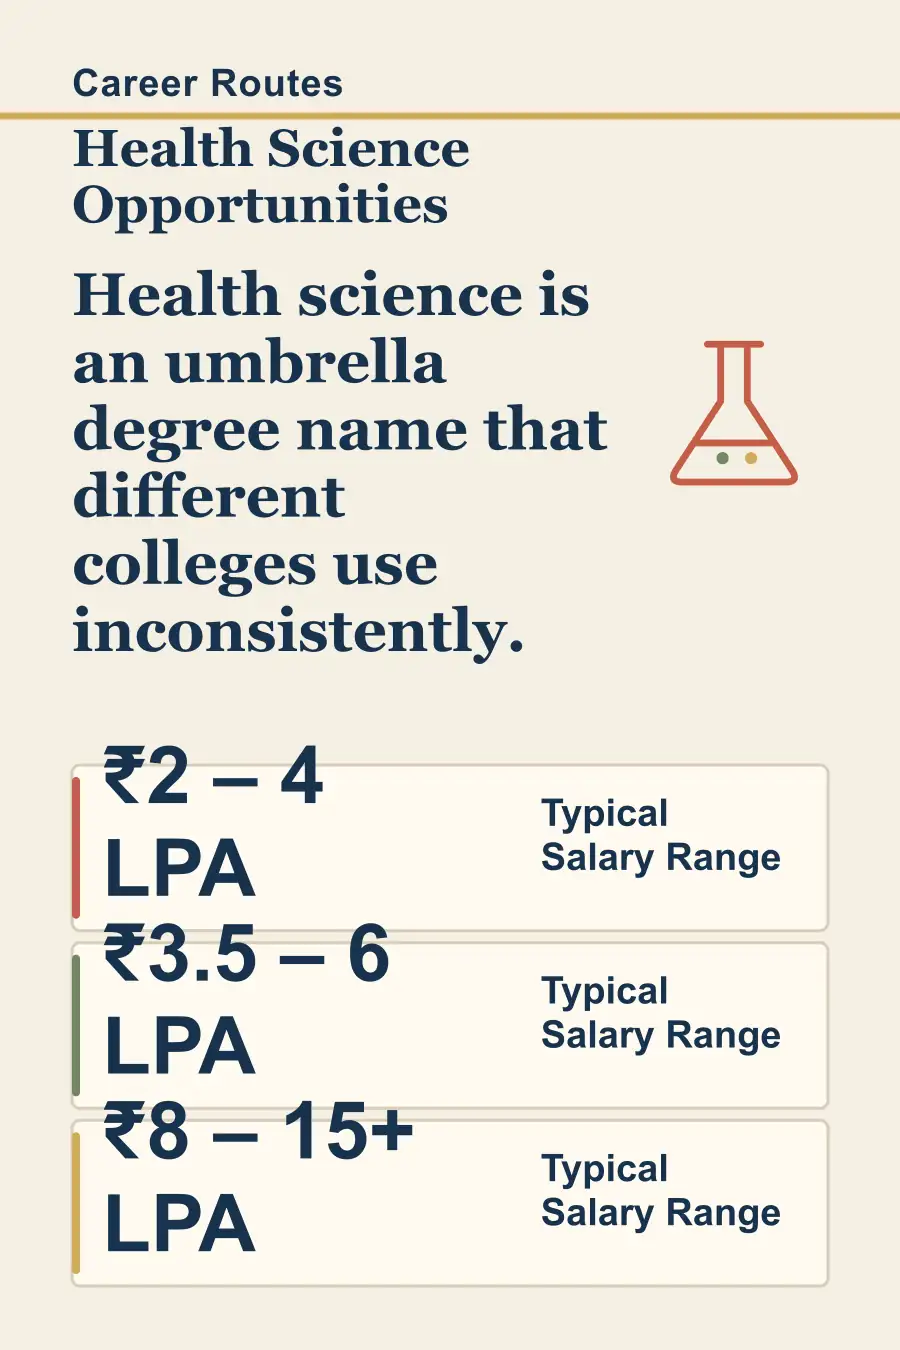 Career Routes
Health Science
Opportunities
Health science is
an umbrella
degree name that
different
colleges use
inconsistently.
₹2 – 4
LPA
Typical
Salary Range
₹3.5 – 6
LPA
Typical
Salary Range
₹8 – 15+
LPA
Typical
Salary Range